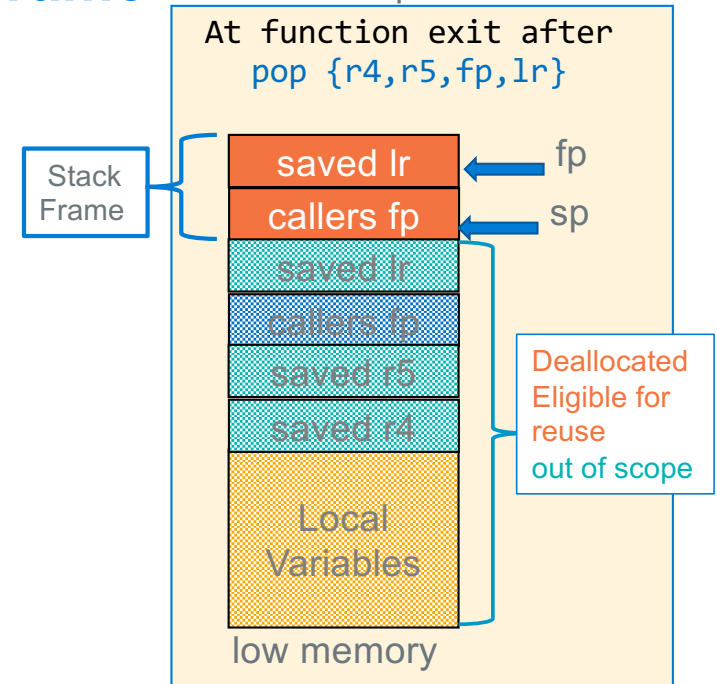 At function exit after
pop {r4,r5,fp,lr}
Stack
Frame
saved lr
fp
callers fp
sp
saved lr
callers fp
saved r5
saved r4
Local
Variables
Deallocated
Eligible for
reuse
out of scope
low memory